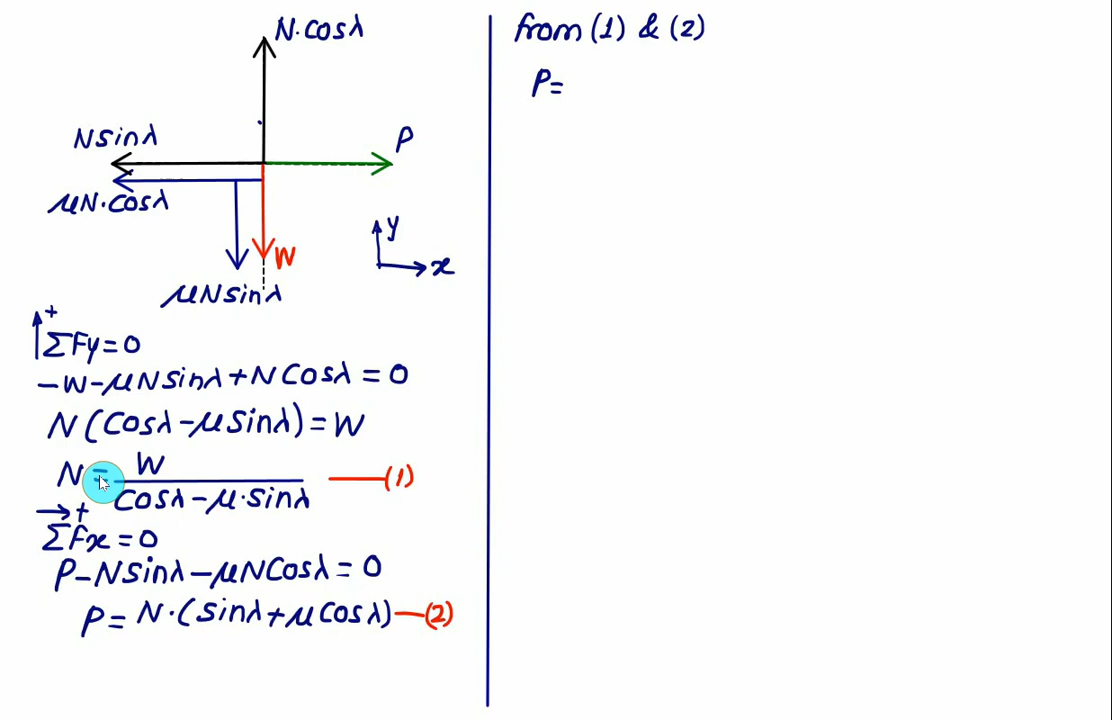 N.cosλ
Nsinλ
P
μN.cosλ
y
W
x
μNsinλ
+
ΣFy=0
-W-μNsinλ+Ncosλ=0
N(cosλ-μsinλ)=W
N = W / cosλ-μ.sinλ —(1)
→+
ΣFx=0
P-Nsinλ-μNcosλ=0
P=N.(sinλ+μcosλ)—(2)
from (1) & (2)
P=